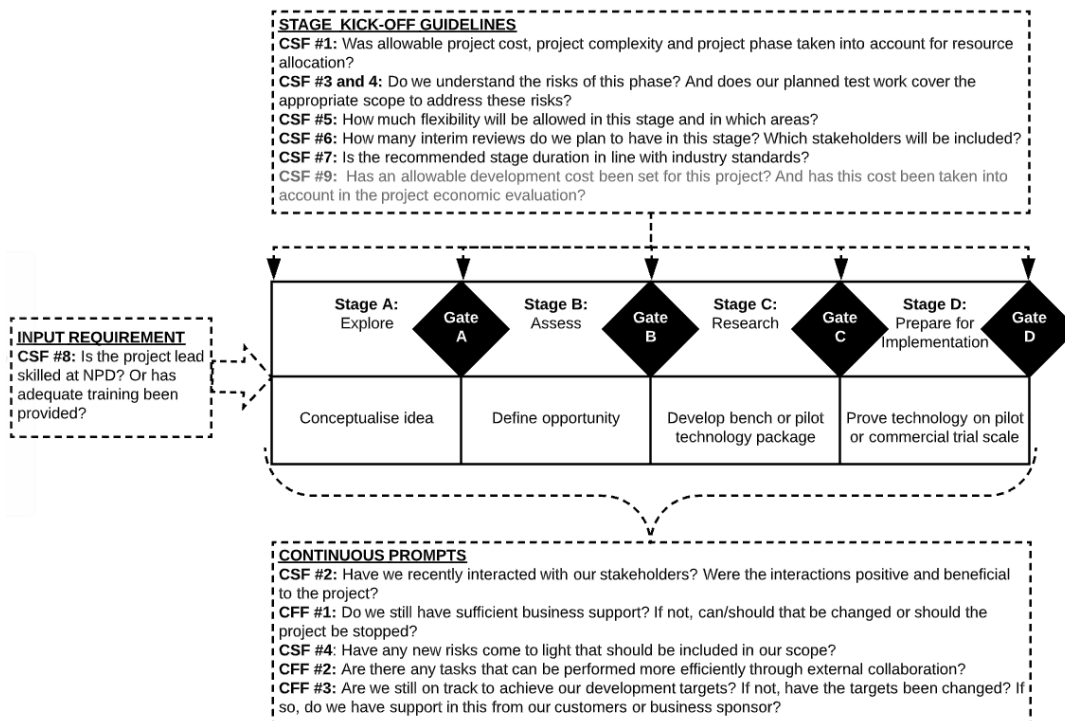 STAGE KICK-OFF GUIDELINES
CSF #1: Was allowable project cost, project complexity and project phase taken into account for resource
allocation?
CSF #3 and 4: Do we understand the risks of this phase? And does our planned test work cover the
appropriate scope to address these risks?
CSF #5: How much flexibility will be allowed in this stage and in which areas?
CSF #6: How many interim reviews do we plan to have in this stage? Which stakeholders will be included?
CSF #7: Is the recommended stage duration in line with industry standards?
CSF #9: Has an allowable development cost been set for this project? And has this cost been taken into
account in the project economic evaluation?
INPUT REQUIREMENT
CSF #8: Is the project lead
skilled at NPD? Or has
adequate training been
provided?
Stage A:
Explore
Gate
A
Stage B:
Assess
Gate
B
Stage C:
Research
Gate
C
Stage D:
Prepare for
Implementation
Gate
D
Conceptualise idea
Define opportunity
Develop bench or pilot
technology package
Prove technology on pilot
or commercial trial scale
CONTINUOUS PROMPTS
CSF #2: Have we recently interacted with our stakeholders? Were the interactions positive and beneficial
to the project?
CFF #1: Do we still have sufficient business support? If not, can/should that be changed or should the
project be stopped?
CSF #4: Have any new risks come to light that should be included in our scope?
CFF #2: Are there any tasks that can be performed more efficiently through external collaboration?
CFF #3: Are we still on track to achieve our development targets? If not, have the targets been changed? If
so, do we have support in this from our customers or business sponsor?